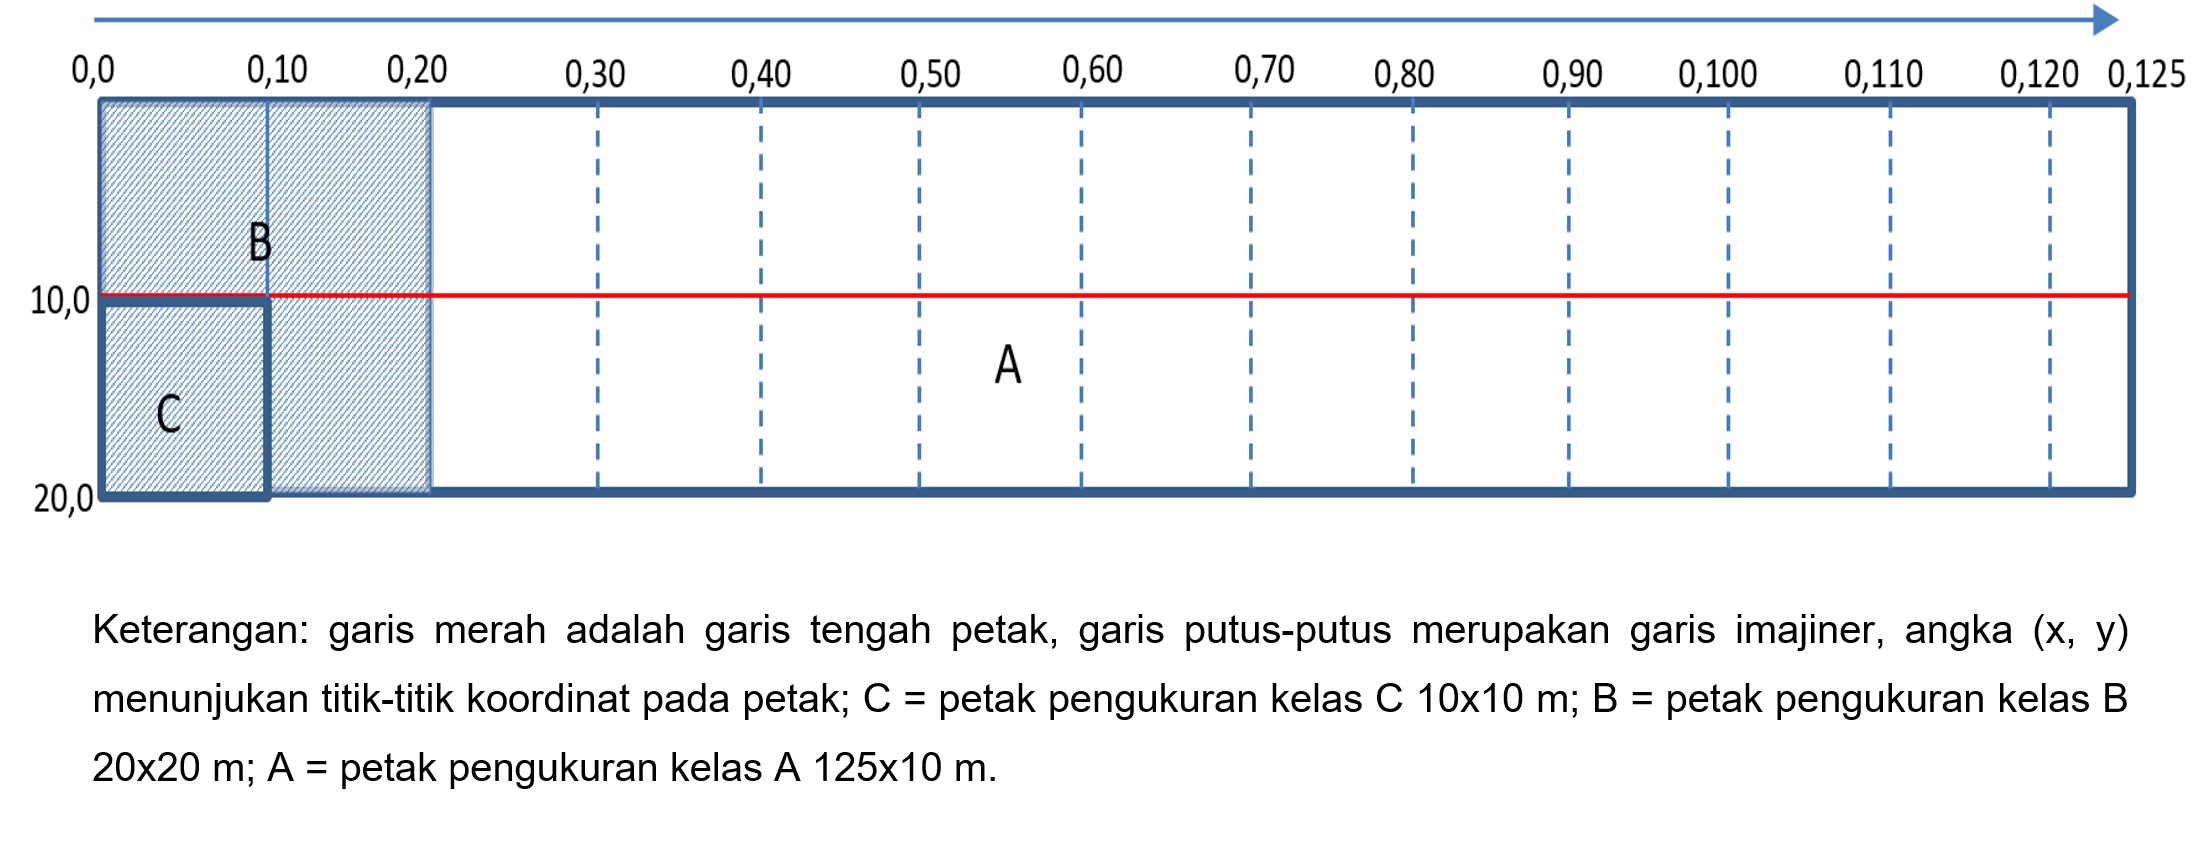 0,0 0,10 0,20 0,30 0,40 0,50 0,60 0,70 0,80 0,90 0,100 0,110 0,120 0,125
B
10,0
A
C
20,0
Keterangan: garis merah adalah garis tengah petak, garis putus-putus merupakan garis imajiner, angka (x, y)
menunjukan titik-titik koordinat pada petak; C = petak pengukuran kelas C 10x10 m; B = petak pengukuran kelas B
20x20 m; A = petak pengukuran kelas A 125x10 m.